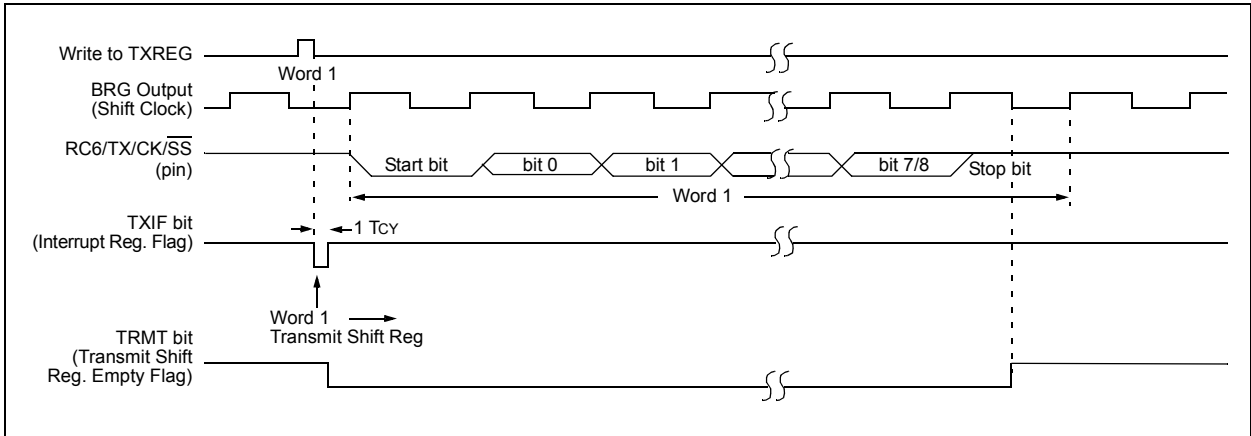 Write to TXREG
Word 1
BRG Output
(Shift Clock)
RC6/TX/CK/SS
(pin)
Start bit
bit 0
bit 1
bit 7/8
Stop bit
Word 1
TXIF bit
(Interrupt Reg. Flag)
1 TCY
Word 1
Transmit Shift Reg
TRMT bit
(Transmit Shift
Reg. Empty Flag)